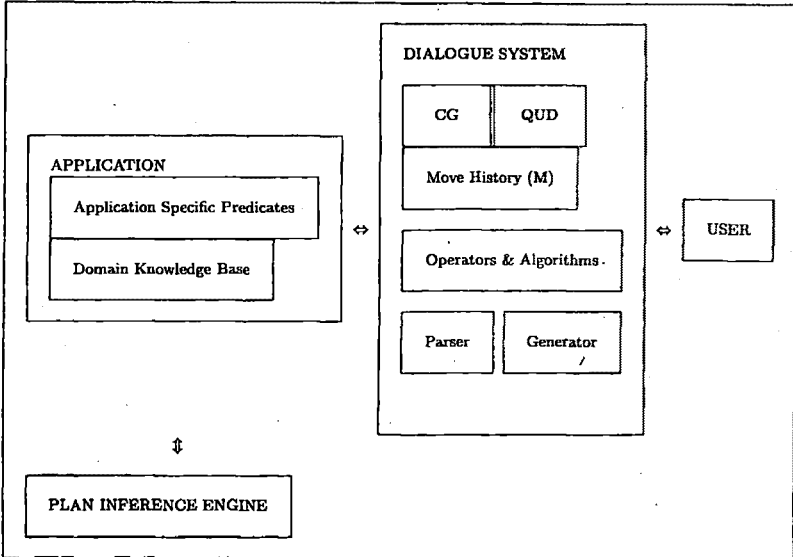 DIALOGUE SYSTEM
CG
QUD
Move History (M)
Operators & Algorithms
Parser
Generator
APPLICATION
Application Specific Predicates
Domain Knowledge Base
⇔
⇔
USER
⇕
PLAN INFERENCE ENGINE